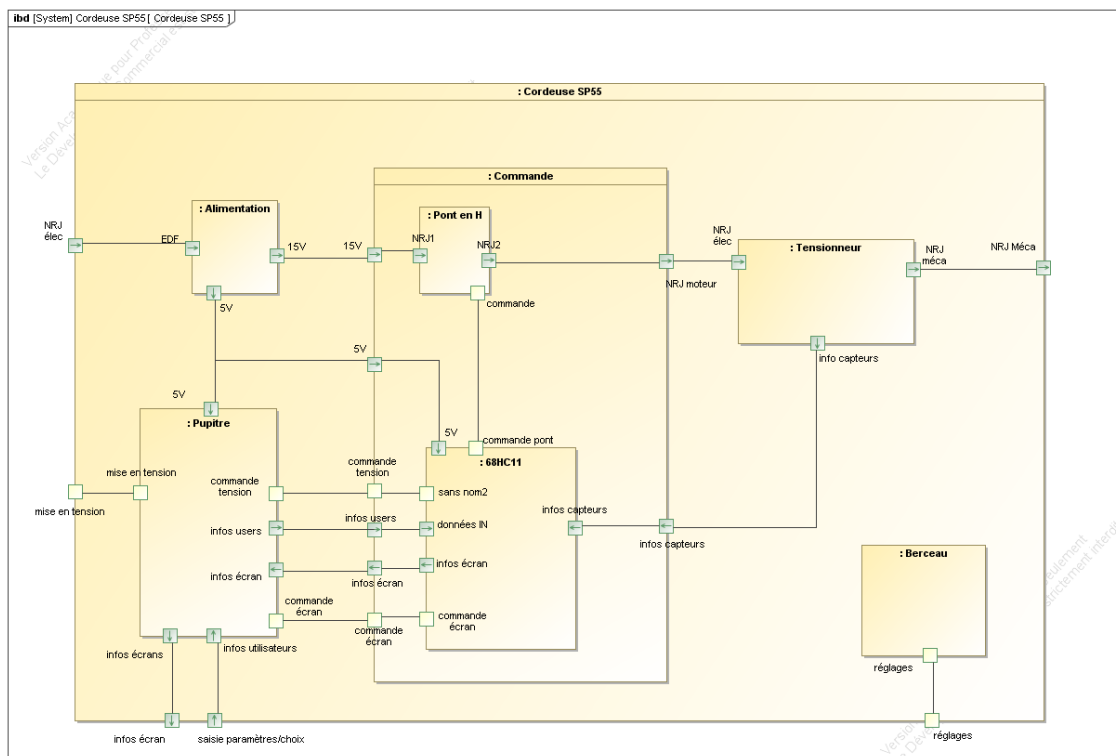 ibd [System] Cordeuse SP55 [ Cordeuse SP55 ]
: Cordeuse SP55
: Commande
: Alimentation
: Pont en H
NRJ
élec
EDF
15V
15V
NRJ1
NRJ2
NRJ
élec
: Tensionneur
NRJ
méca
NRJ Méca
NRJ moteur
5V
commande
5V
info capteurs
5V
: Pupitre
5V
commande pont
: 68HC11
mise en tension
mise en tension
commande
tension
commande
tension
sans nom2
infos users
infos users
données IN
infos capteurs
infos capteurs
infos écran
infos écran
infos écran
commande
écran
commande
écran
commande
écran
: Berceau
infos écrans
infos utilisateurs
réglages
infos écran
saisie paramètres/choix
réglages